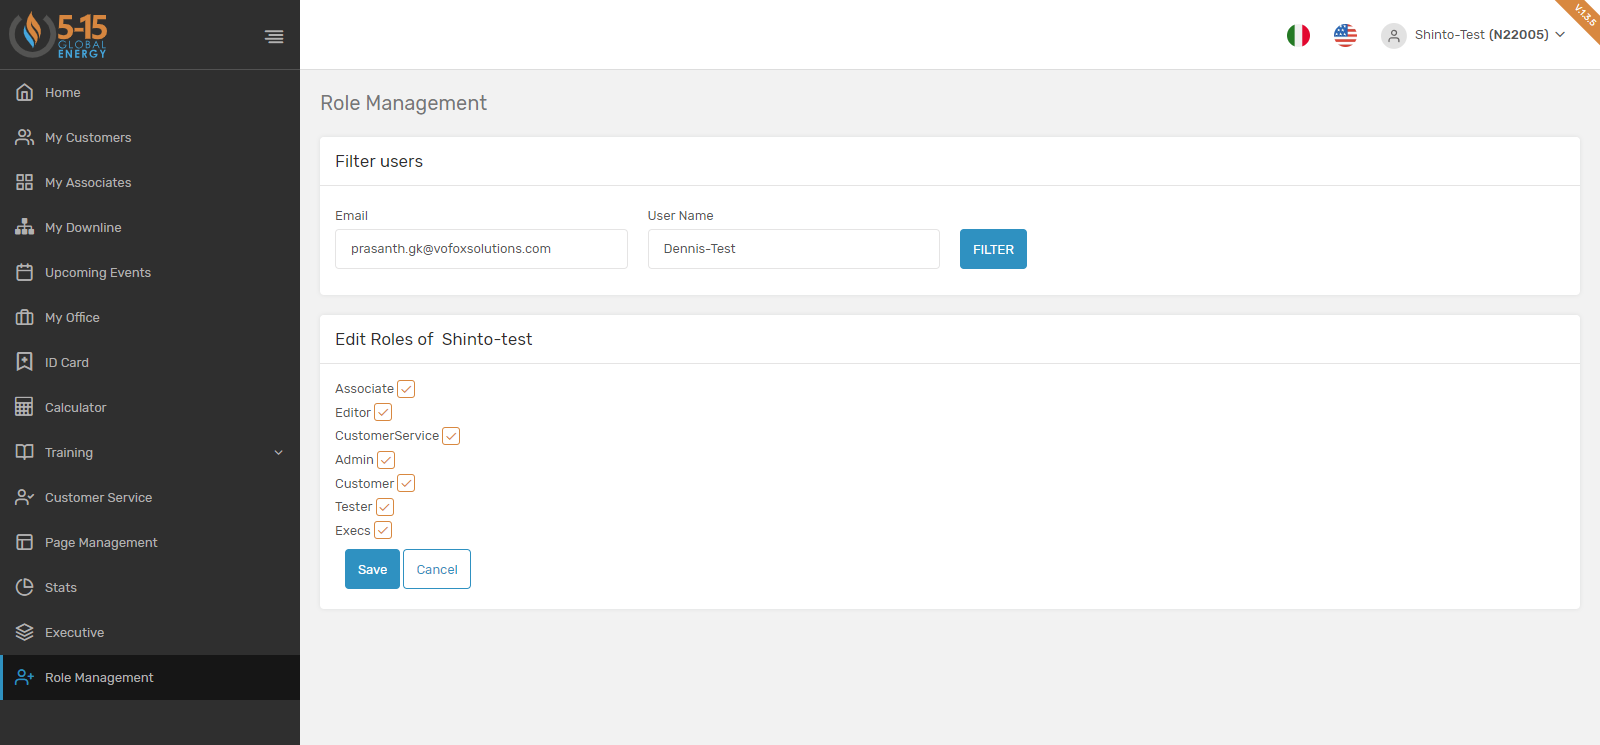 5-15
GLOBAL
ENERGY
Shinto-Test (N22005)
V.1.3.5
Home
My Customers
My Associates
My Downline
Upcoming Events
My Office
ID Card
Calculator
Training
Customer Service
Page Management
Stats
Executive
Role Management
Role Management
Filter users
Email
User Name
prasanth.gk@vofoxsolutions.com
Dennis-Test
FILTER
Edit Roles of Shinto-test
Associate
Editor
CustomerService
Admin
Customer
Tester
Execs
Save
Cancel